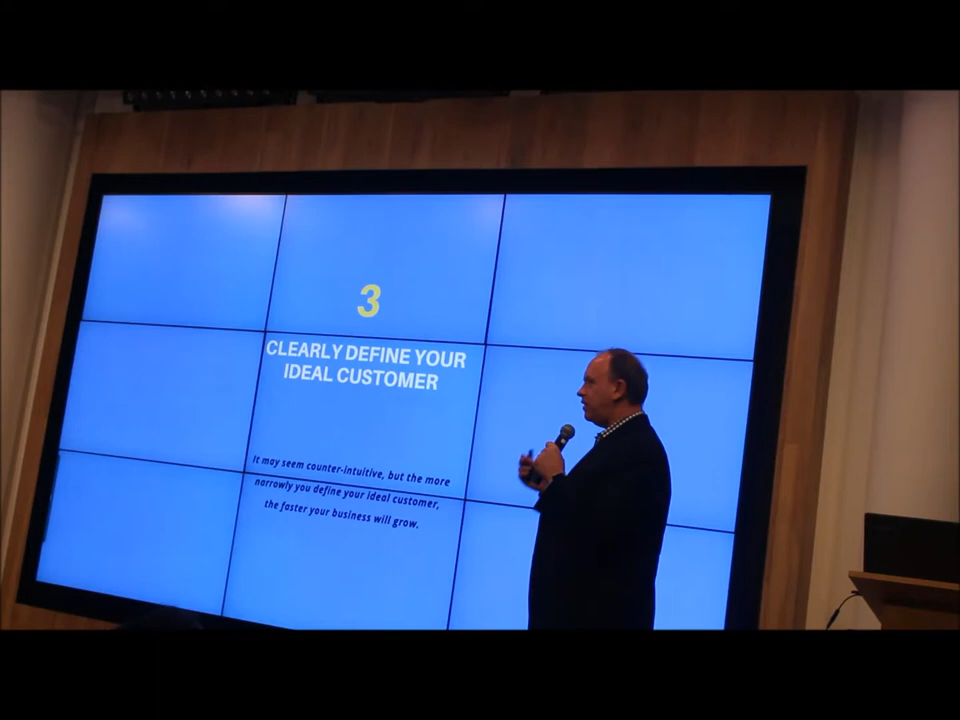 3
CLEARLY DEFINE YOUR
IDEAL CUSTOMER
It may seem counter-intuitive, but the more
narrowly you define your ideal customer,
the faster your business will grow.